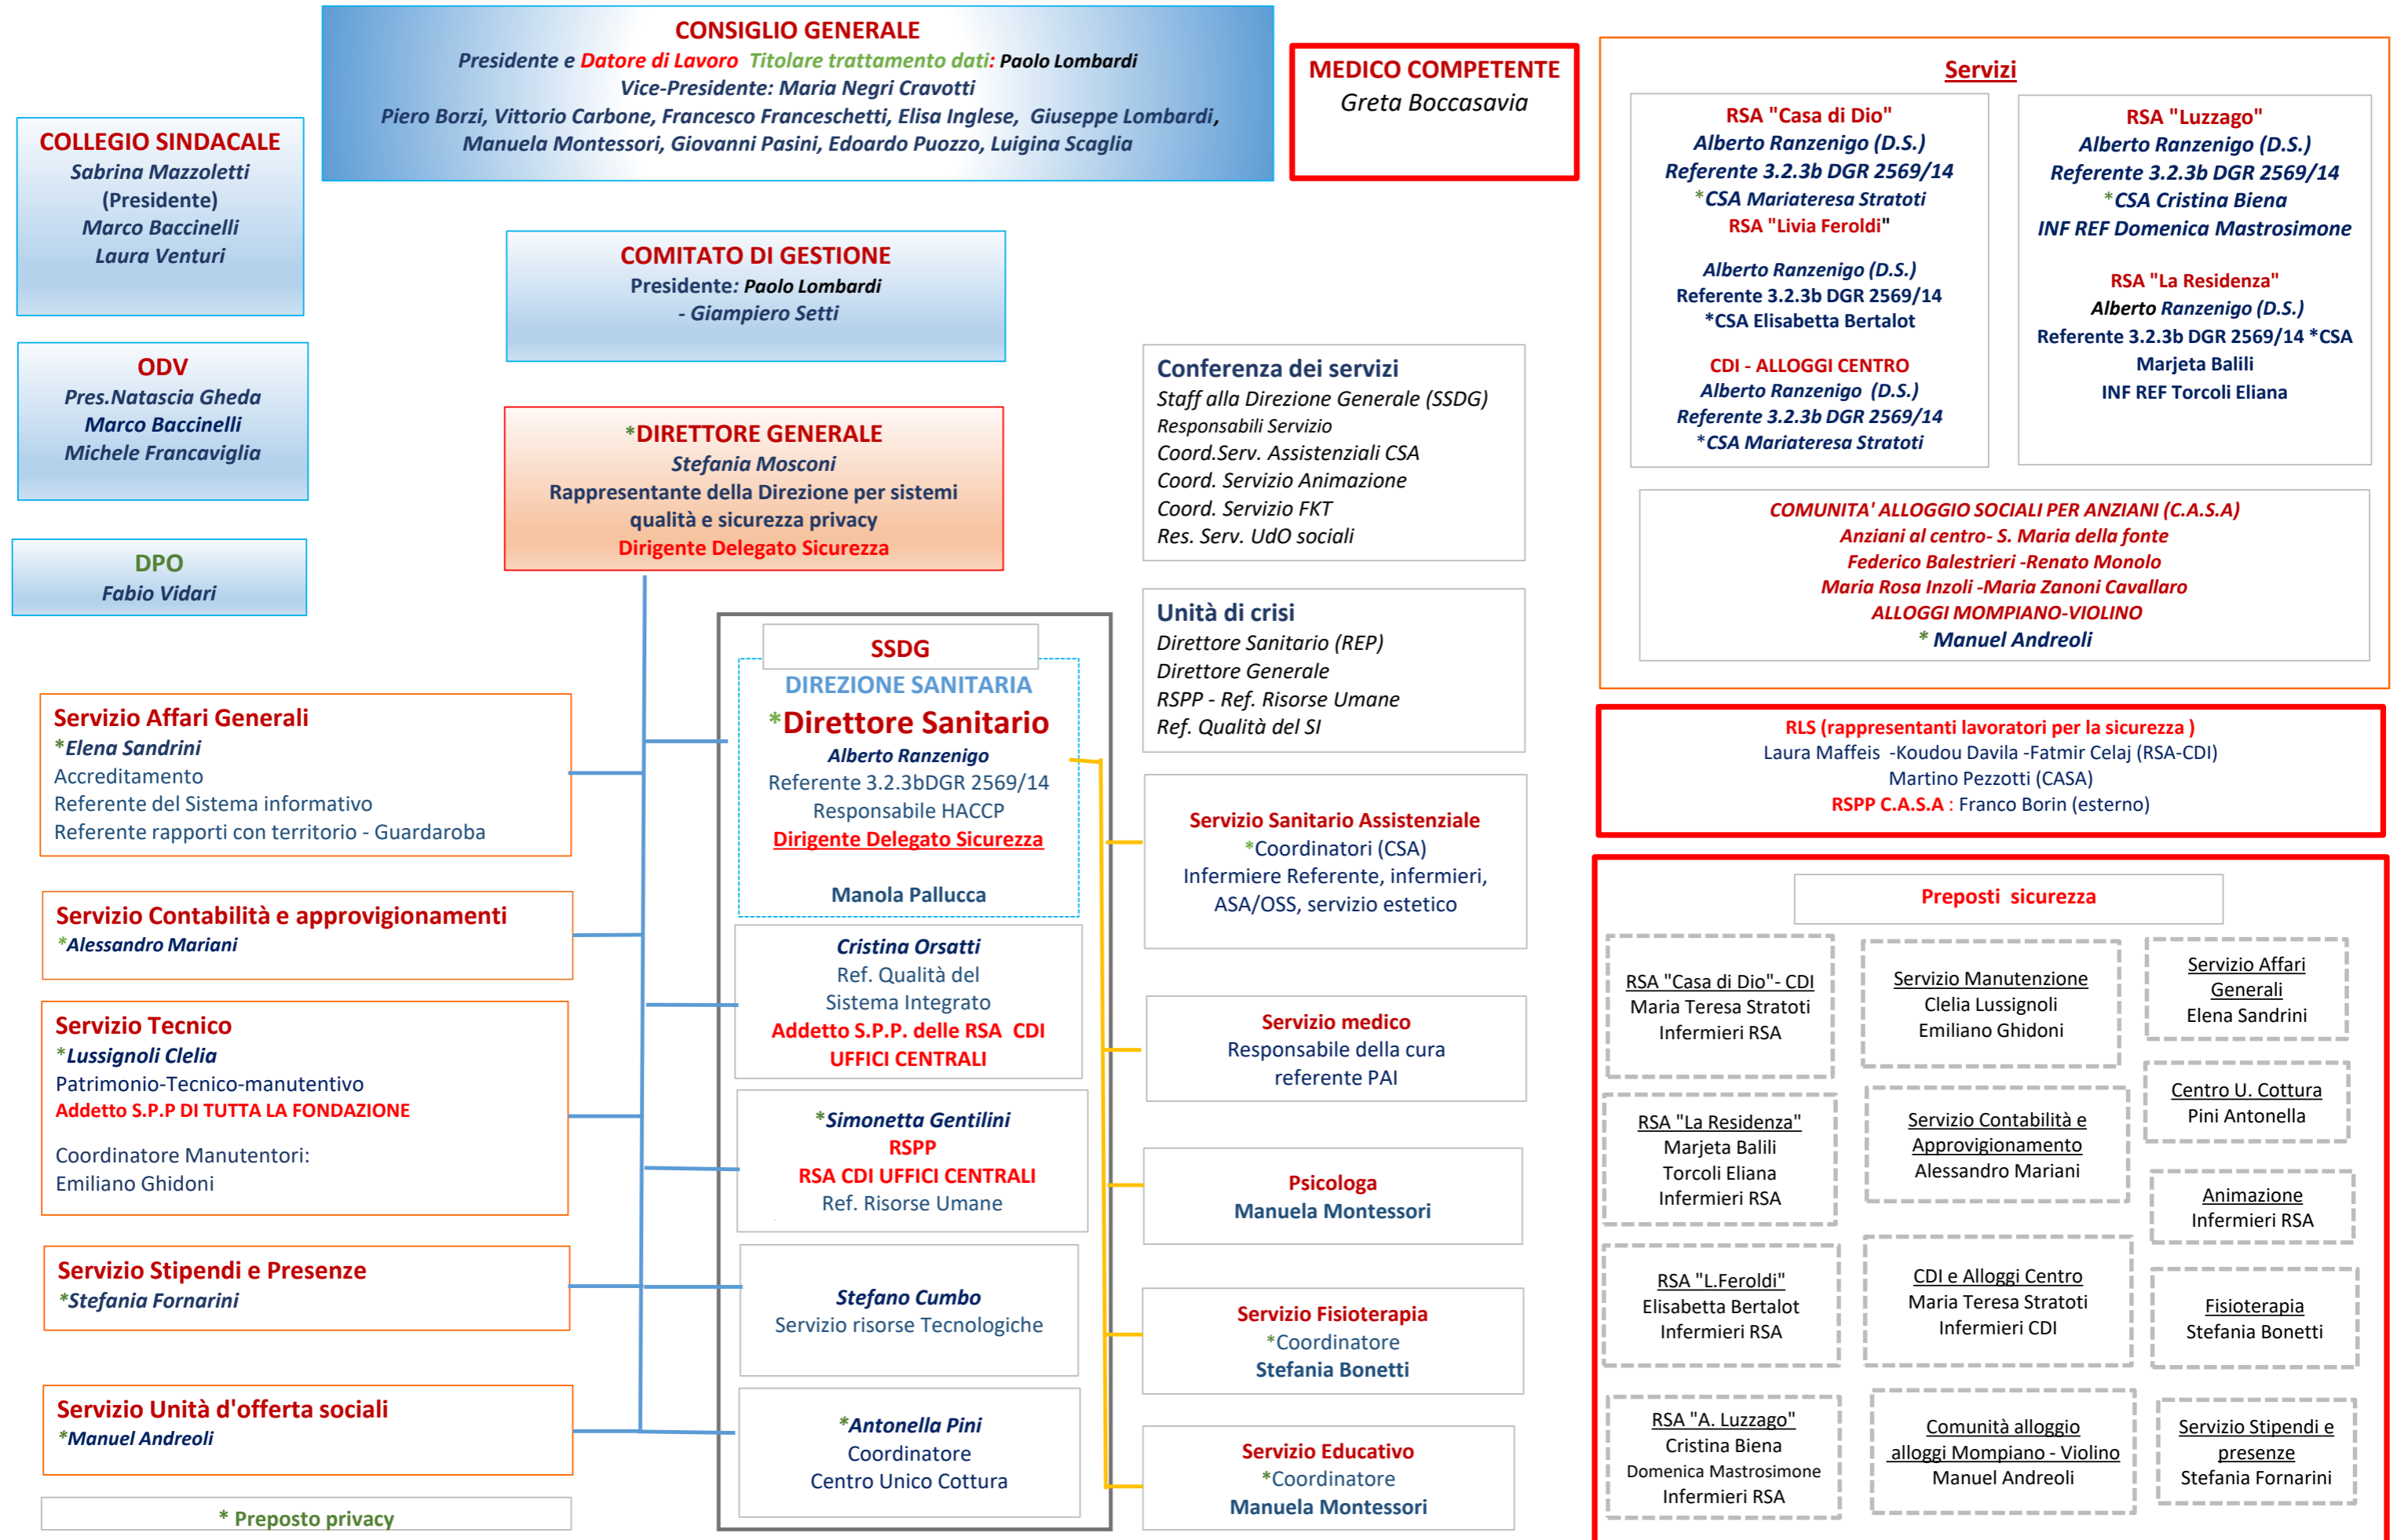 CONSIGLIO GENERALE
Presidente e Datore di Lavoro Titolare trattamento dati: Paolo Lombardi
Vice-Presidente: Maria Negri Cravotti
Piero Borzi, Vittorio Carbone, Francesco Franceschetti, Elisa Inglese, Giuseppe Lombardi,
Manuela Montessori, Giovanni Pasini, Edoardo Puozzo, Luigina Scaglia
MEDICO COMPETENTE
Greta Boccasavia
COLLEGIO SINDACALE
Sabrina Mazzoletti
(Presidente)
Marco Baccinelli
Laura Venturi
COMITATO DI GESTIONE
Presidente: Paolo Lombardi
- Giampiero Setti
ODV
Pres.Natascia Gheda
Marco Baccinelli
Michele Francaviglia
DPO
Fabio Vidari
*DIRETTORE GENERALE
Stefania Mosconi
Rappresentante della Direzione per sistemi
qualità e sicurezza privacy
Dirigente Delegato Sicurezza
Conferenza dei servizi
Staff alla Direzione Generale (SSDG)
Responsabili Servizio
Coord.Serv. Assistenziali CSA
Coord. Servizio Animazione
Coord. Servizio FKT
Res. Serv. UdO sociali
Unità di crisi
Direttore Sanitario (REP)
Direttore Generale
RSPP - Ref. Risorse Umane
Ref. Qualità del SI
Servizio Affari Generali
*Elena Sandrini
Accreditamento
Referente del Sistema informativo
Referente rapporti con territorio - Guardaroba
Servizio Contabilità e approvigionamenti
*Alessandro Mariani
Servizio Tecnico
*Lussignoli Clelia
Patrimonio-Tecnico-manutentivo
Addetto S.P.P DI TUTTA LA FONDAZIONE
Coordinatore Manutentori:
Emiliano Ghidoni
Servizio Stipendi e Presenze
*Stefania Fornarini
Servizio Unità d'offerta sociali
*Manuel Andreoli
* Preposto privacy
SSDG
DIREZIONE SANITARIA
*Direttore Sanitario
Alberto Ranzenigo
Referente 3.2.3bDGR 2569/14
Responsabile HACCP
Dirigente Delegato Sicurezza
Manola Pallucca
Cristina Orsatti
Ref. Qualità del
Sistema Integrato
Addetto S.P.P. delle RSA CDI
UFFICI CENTRALI
*Simonetta Gentilini
RSPP
RSA CDI UFFICI CENTRALI
Ref. Risorse Umane
Stefano Cumbo
Servizio risorse Tecnologiche
*Antonella Pini
Coordinatore
Centro Unico Cottura
Servizio Sanitario Assistenziale
*Coordinatori (CSA)
Infermiere Referente, infermieri,
ASA/OSS, servizio estetico
Servizio medico
Responsabile della cura
referente PAI
Psicologa
Manuela Montessori
Servizio Fisioterapia
*Coordinatore
Stefania Bonetti
Servizio Educativo
*Coordinatore
Manuela Montessori
Servizi
RSA "Casa di Dio"
Alberto Ranzenigo (D.S.)
Referente 3.2.3b DGR 2569/14
*CSA Mariateresa Stratoti
RSA "Livia Feroldi"
Alberto Ranzenigo (D.S.)
Referente 3.2.3b DGR 2569/14
*CSA Elisabetta Bertalot
CDI - ALLOGGI CENTRO
Alberto Ranzenigo (D.S.)
Referente 3.2.3b DGR 2569/14
*CSA Mariateresa Stratoti
RSA "Luzzago"
Alberto Ranzenigo (D.S.)
Referente 3.2.3b DGR 2569/14
*CSA Cristina Biena
INF REF Domenica Mastrosimone
RSA "La Residenza"
Alberto Ranzenigo (D.S.)
Referente 3.2.3b DGR 2569/14 *CSA
Marjeta Balili
INF REF Torcoli Eliana
COMUNITA' ALLOGGIO SOCIALI PER ANZIANI (C.A.S.A)
Anziani al centro- S. Maria della fonte
Federico Balestrieri -Renato Monolo
Maria Rosa Inzoli -Maria Zanoni Cavallaro
ALLOGGI MOMPIANO-VIOLINO
* Manuel Andreoli
RLS (rappresentanti lavoratori per la sicurezza )
Laura Maffeis -Koudou Davila -Fatmir Celaj (RSA-CDI)
Martino Pezzotti (CASA)
RSPP C.A.S.A : Franco Borin (esterno)
Preposti sicurezza
RSA "Casa di Dio"- CDI
Maria Teresa Stratoti
Infermieri RSA
RSA "La Residenza"
Marjeta Balili
Torcoli Eliana
Infermieri RSA
RSA "L.Feroldi"
Elisabetta Bertalot
Infermieri RSA
RSA "A. Luzzago"
Cristina Biena
Domenica Mastrosimone
Infermieri RSA
Servizio Manutenzione
Clelia Lussignoli
Emiliano Ghidoni
Servizio Contabilità e
Approvigionamento
Alessandro Mariani
CDI e Alloggi Centro
Maria Teresa Stratoti
Infermieri CDI
Comunità alloggio
alloggi Mompiano - Violino
Manuel Andreoli
Servizio Affari
Generali
Elena Sandrini
Centro U. Cottura
Pini Antonella
Animazione
Infermieri RSA
Fisioterapia
Stefania Bonetti
Servizio Stipendi e
presenze
Stefania Fornarini